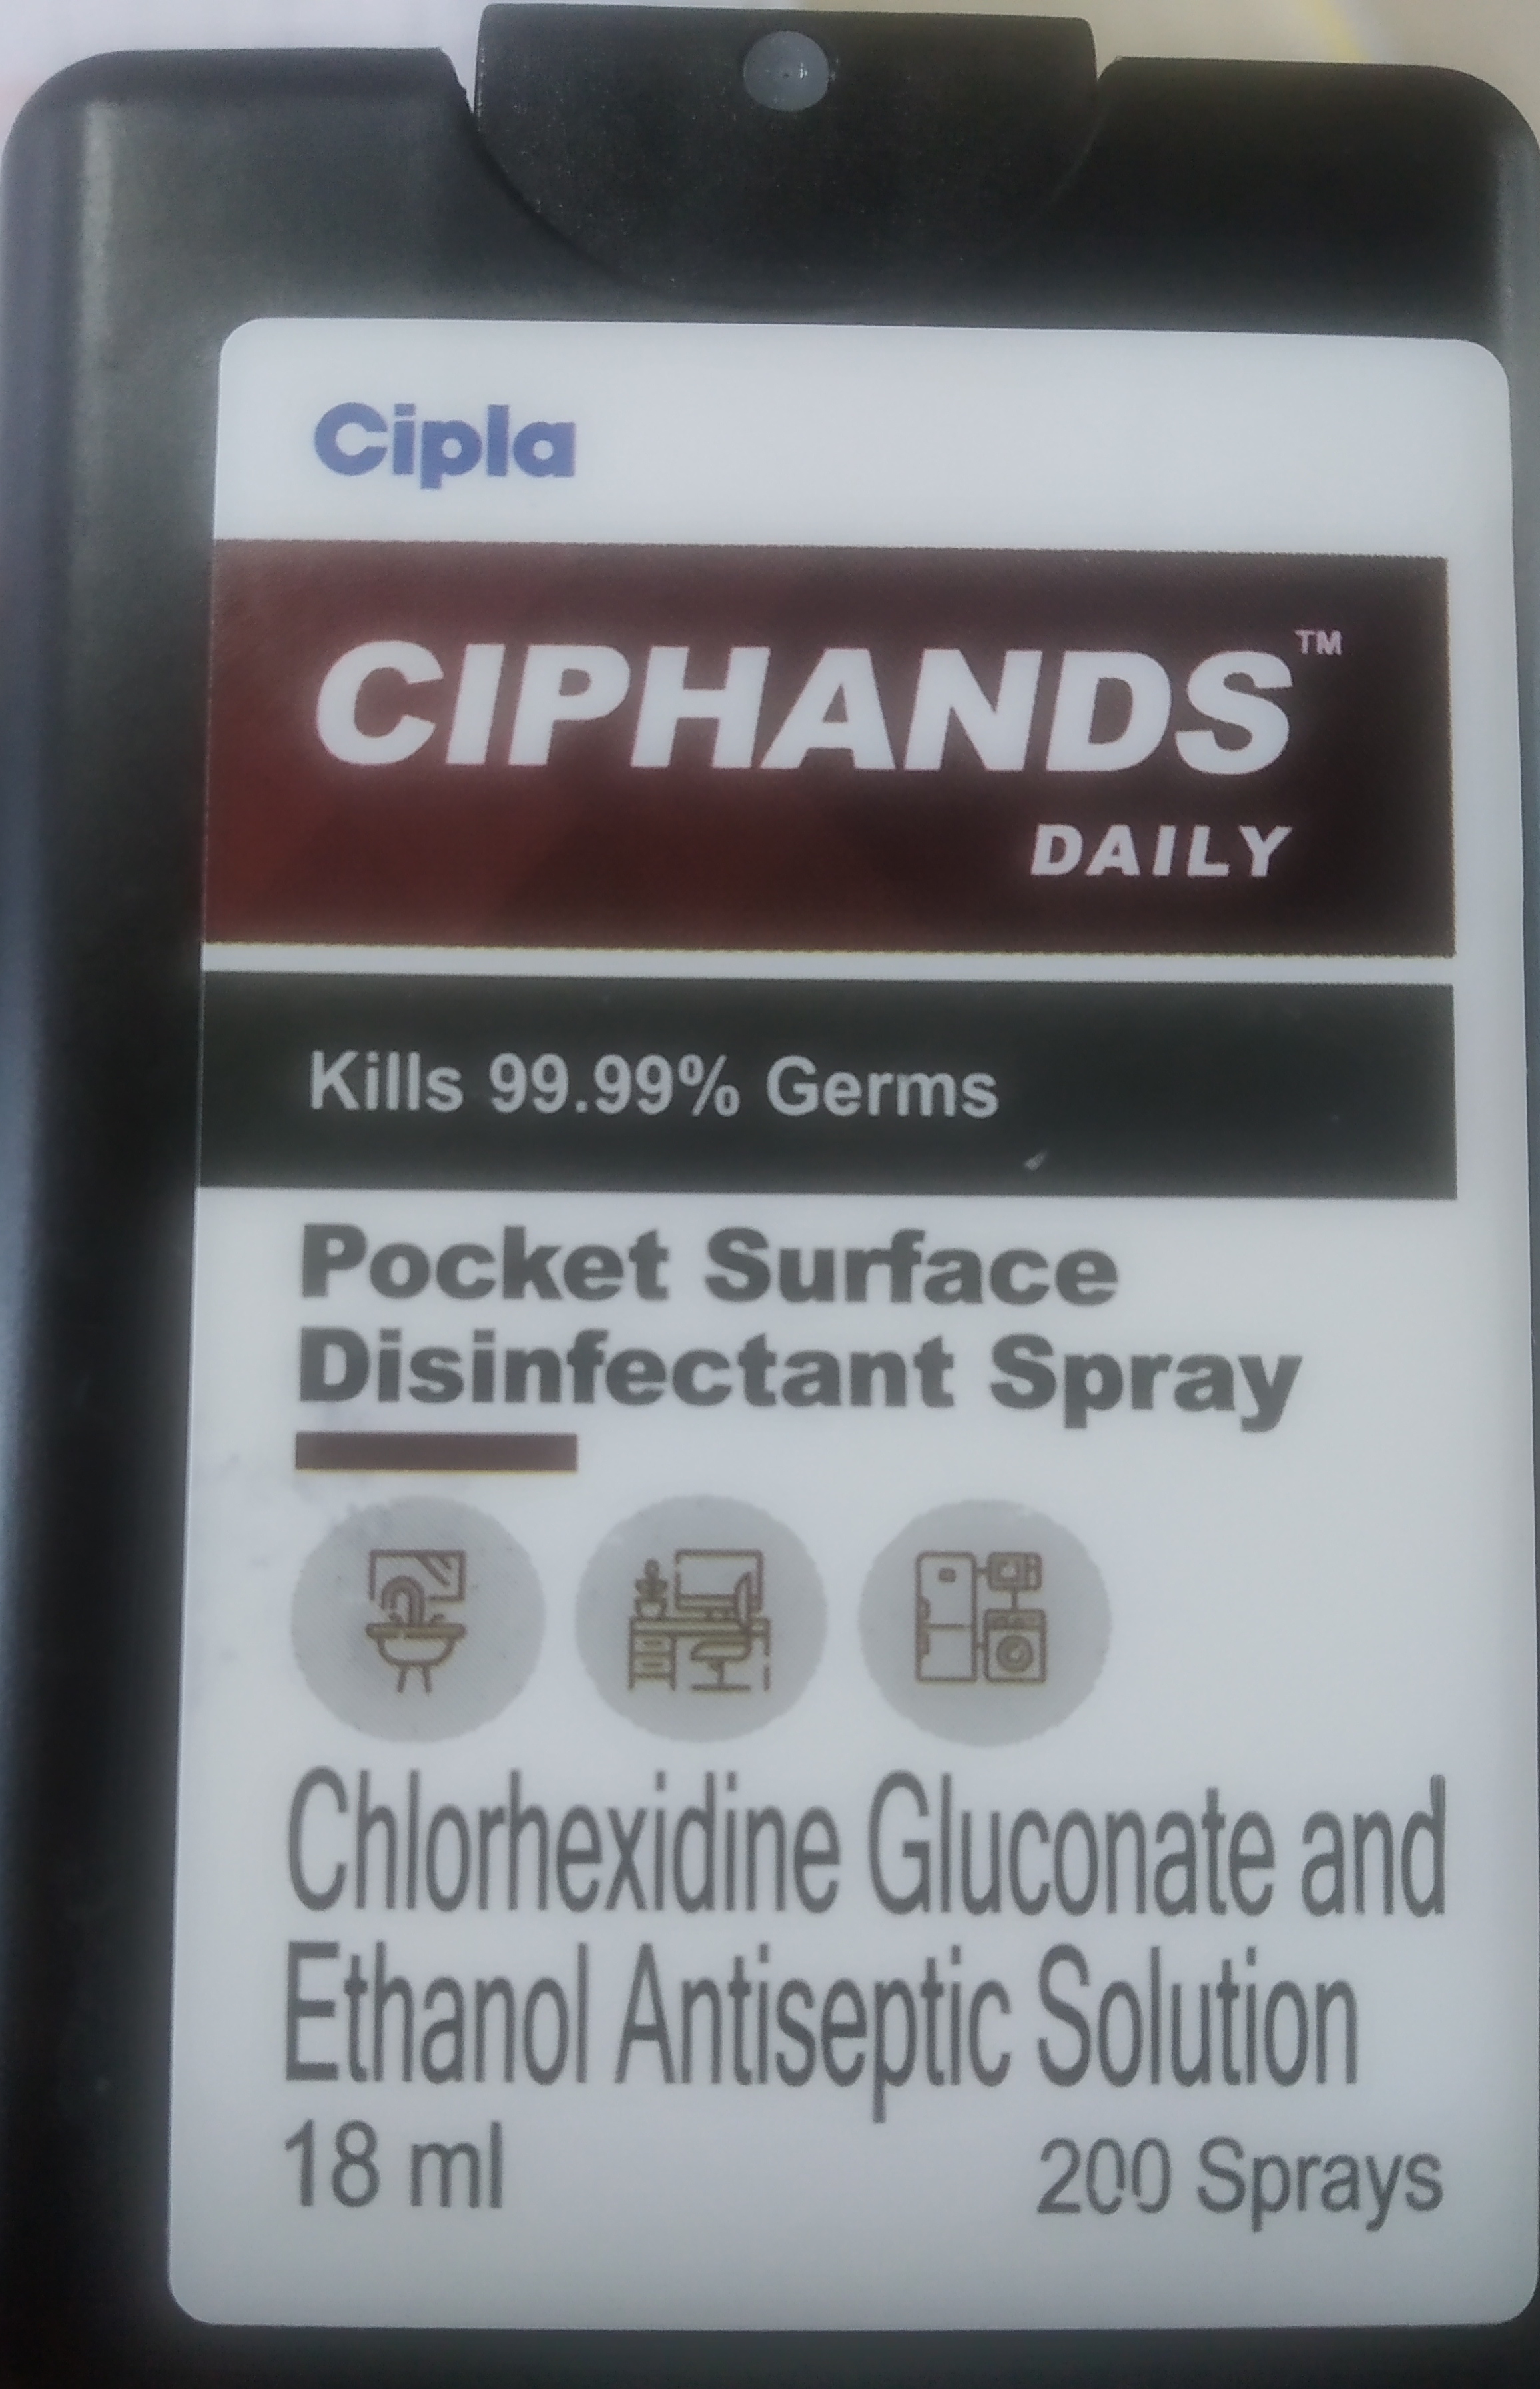 Cipla
CIPHANDS™
DAILY
Kills 99.99% Germs
Pocket Surface
Disinfectant Spray
Chlorhexidine Gluconate and
Ethanol Antiseptic Solution
18 ml 200 Sprays